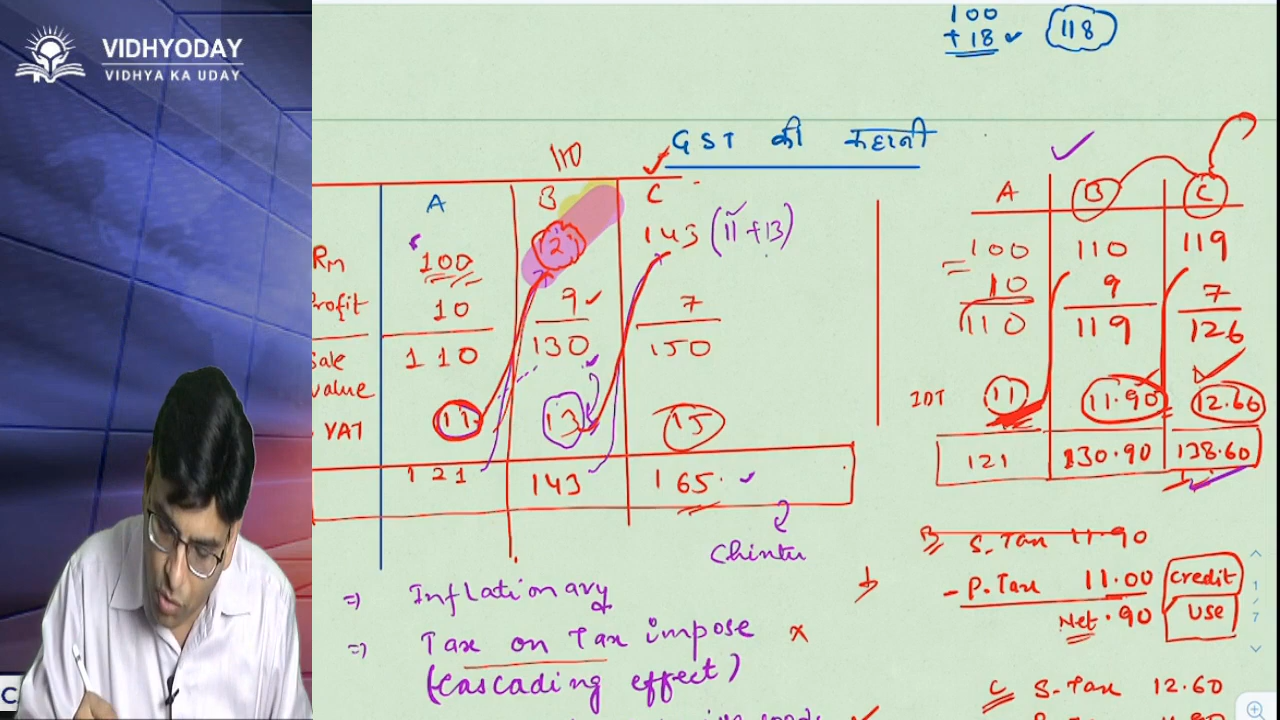 VIDHYODAY
VIDHYA KA UDAY
100
+ 18
118
GST की कहानी
110
A B C
RM 100 12 143 (11 + 13)
Profit 10 9 7
Sale value 110 130 150
VAT 11 13 15
121 143 165
Chintu
⇒ Inflationary
⇒ Tax on Tax impose ×
(Cascading effect)
A B C
100 110 119
10 9 7
110 119 126
IDT 11 11.90 12.60
121 130.90 138.60
B S. Tax 11.90
- P. Tax 11.00 credit
Net .90 Use
C S. Tax 12.60